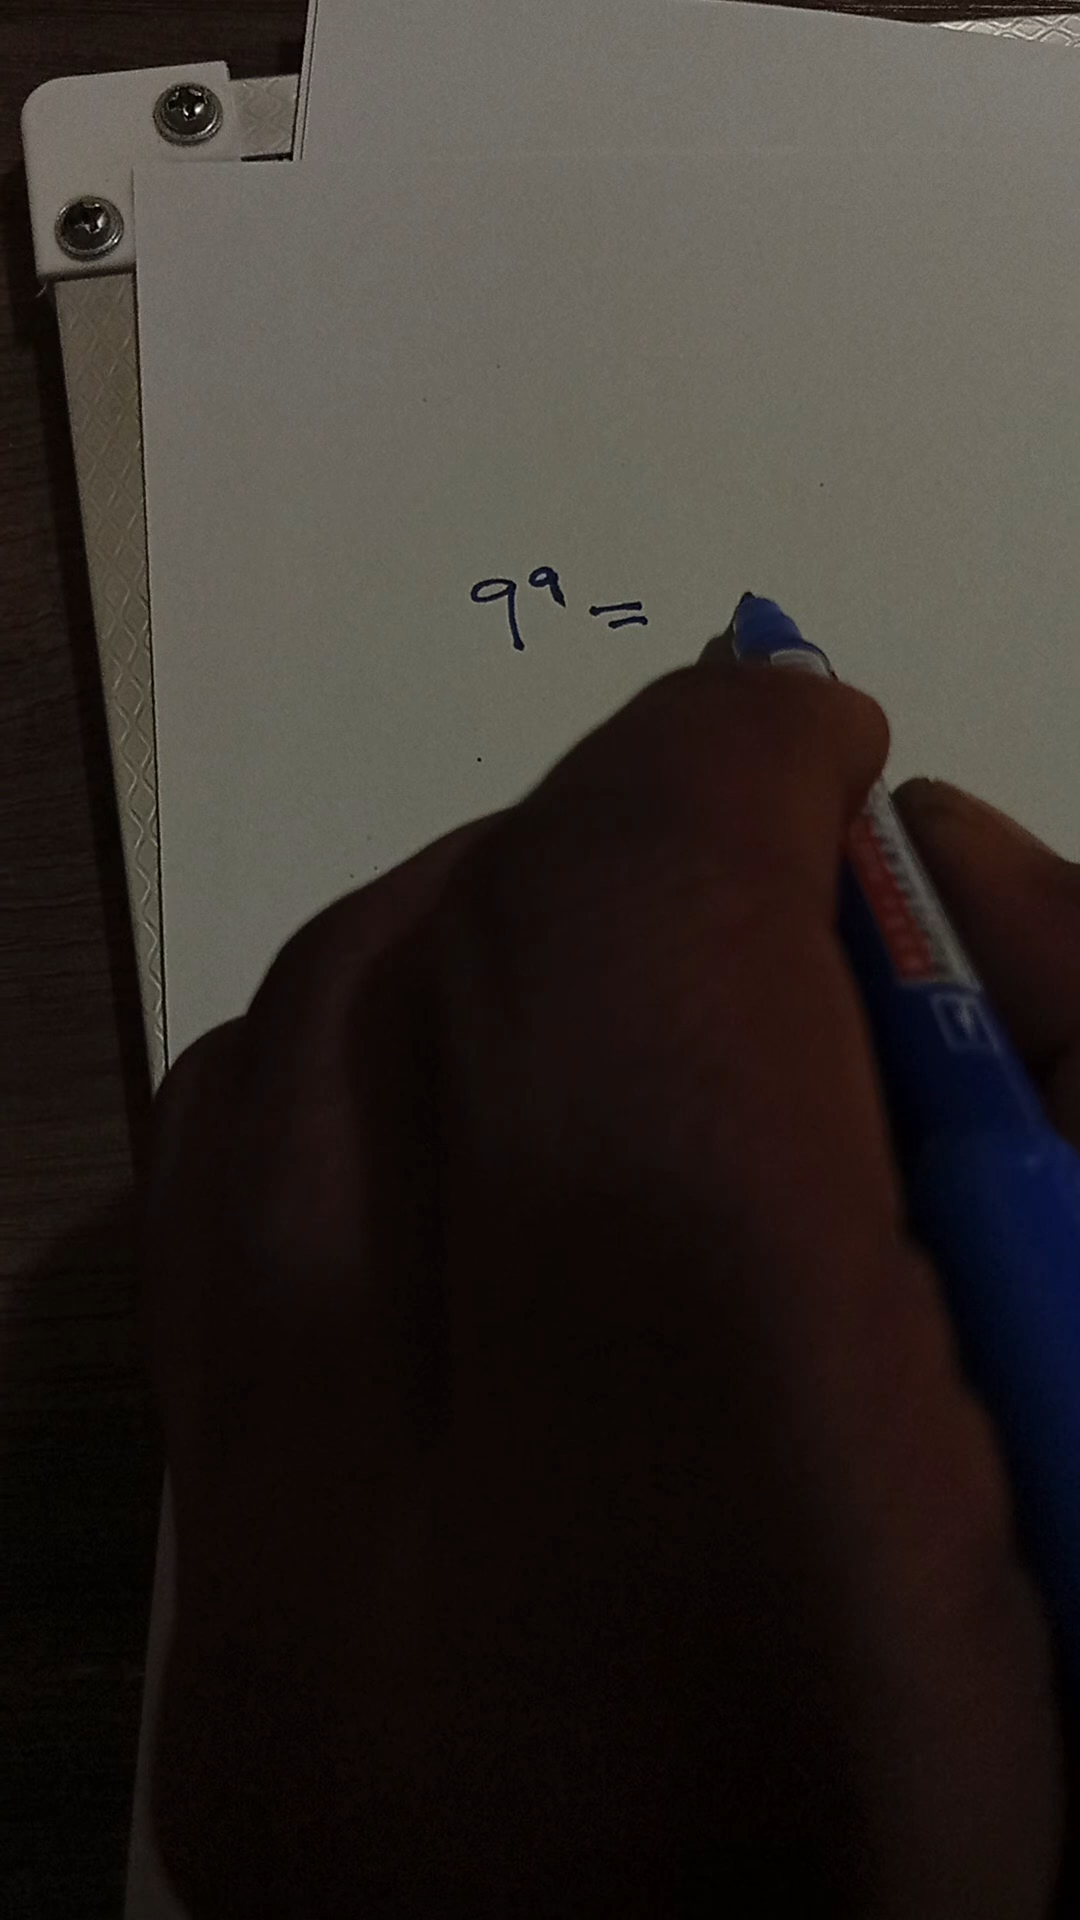 9⁹ =